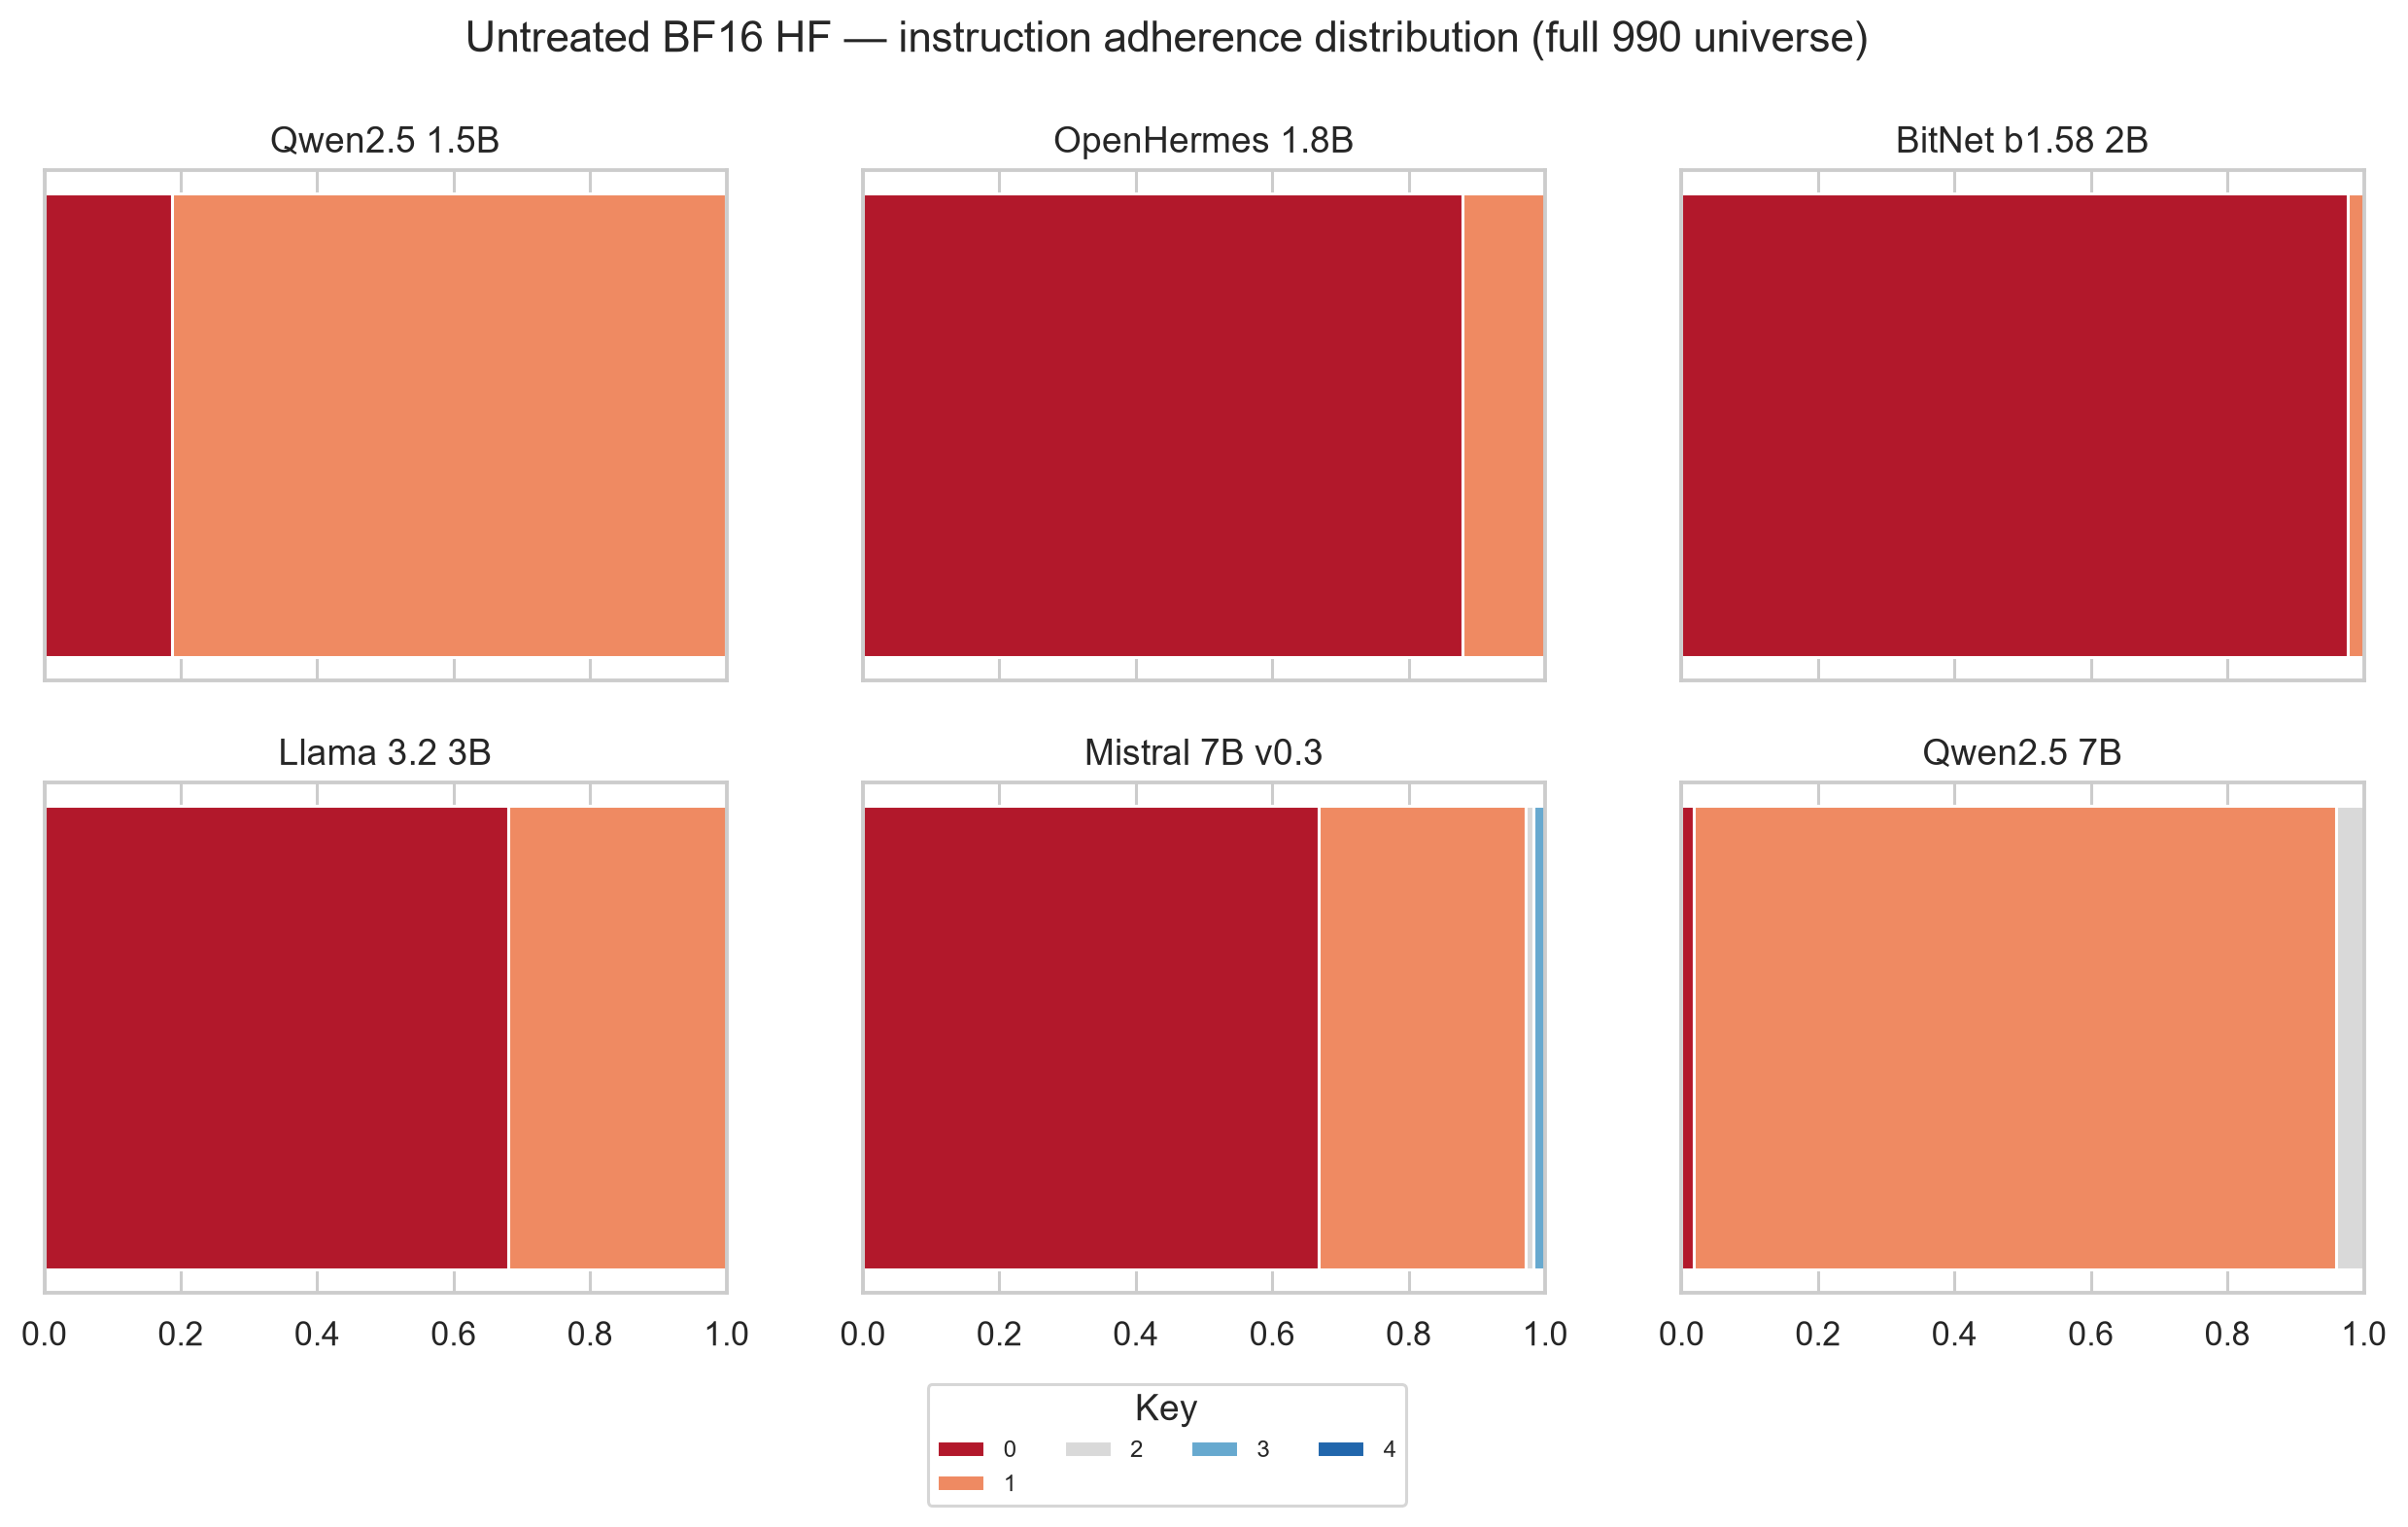 Untreated BF16 HF — instruction adherence distribution (full 990 universe)
Qwen2.5 1.5B
OpenHermes 1.8B
BitNet b1.58 2B
Llama 3.2 3B
Mistral 7B v0.3
Qwen2.5 7B
0.0 0.2 0.4 0.6 0.8 1.0
0.0 0.2 0.4 0.6 0.8 1.0
0.0 0.2 0.4 0.6 0.8 1.0
Key
0 2 3 4
1